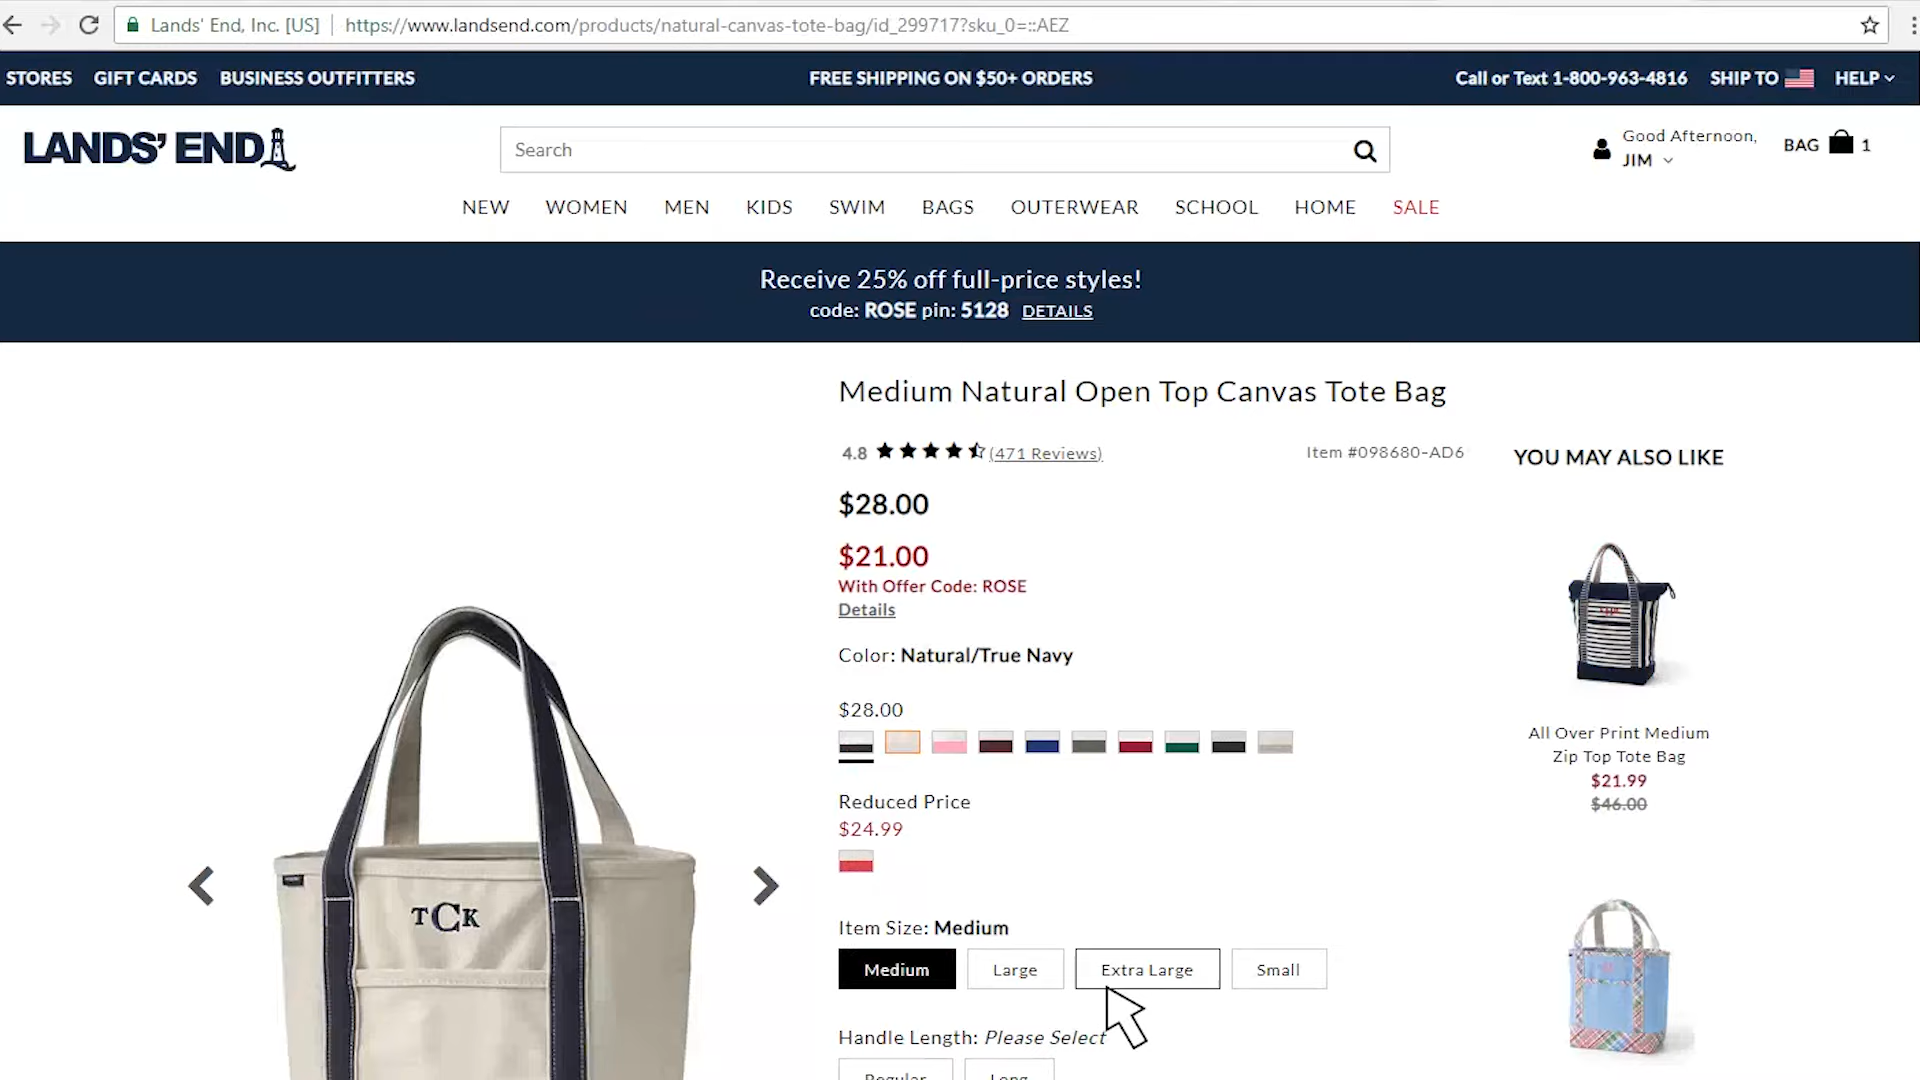 Lands' End, Inc. [US] https://www.landsend.com/products/natural-canvas-tote-bag/id_299717?sku_0=::AEZ
STORES GIFT CARDS BUSINESS OUTFITTERS FREE SHIPPING ON $50+ ORDERS Call or Text 1-800-963-4816 SHIP TO HELP
LANDS' END Search Good Afternoon, JIM BAG 1
NEW WOMEN MEN KIDS SWIM BAGS OUTERWEAR SCHOOL HOME SALE
Receive 25% off full-price styles!
code: ROSE pin: 5128 DETAILS
Medium Natural Open Top Canvas Tote Bag
4.8 (471 Reviews) Item #098680-AD6
YOU MAY ALSO LIKE
$28.00
$21.00
With Offer Code: ROSE
Details
Color: Natural/True Navy
$28.00
Reduced Price
$24.99
Item Size: Medium
Medium Large Extra Large Small
Handle Length: Please Select
Regular Long
TCK
All Over Print Medium
Zip Top Tote Bag
$21.99
$46.00